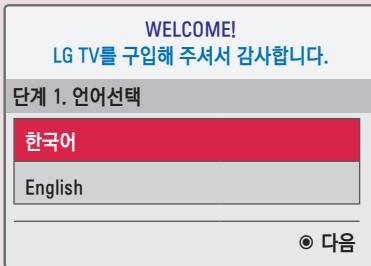 WELCOME!
LG TV를 구입해 주셔서 감사합니다.
단계 1. 언어선택
한국어
English
◉ 다음